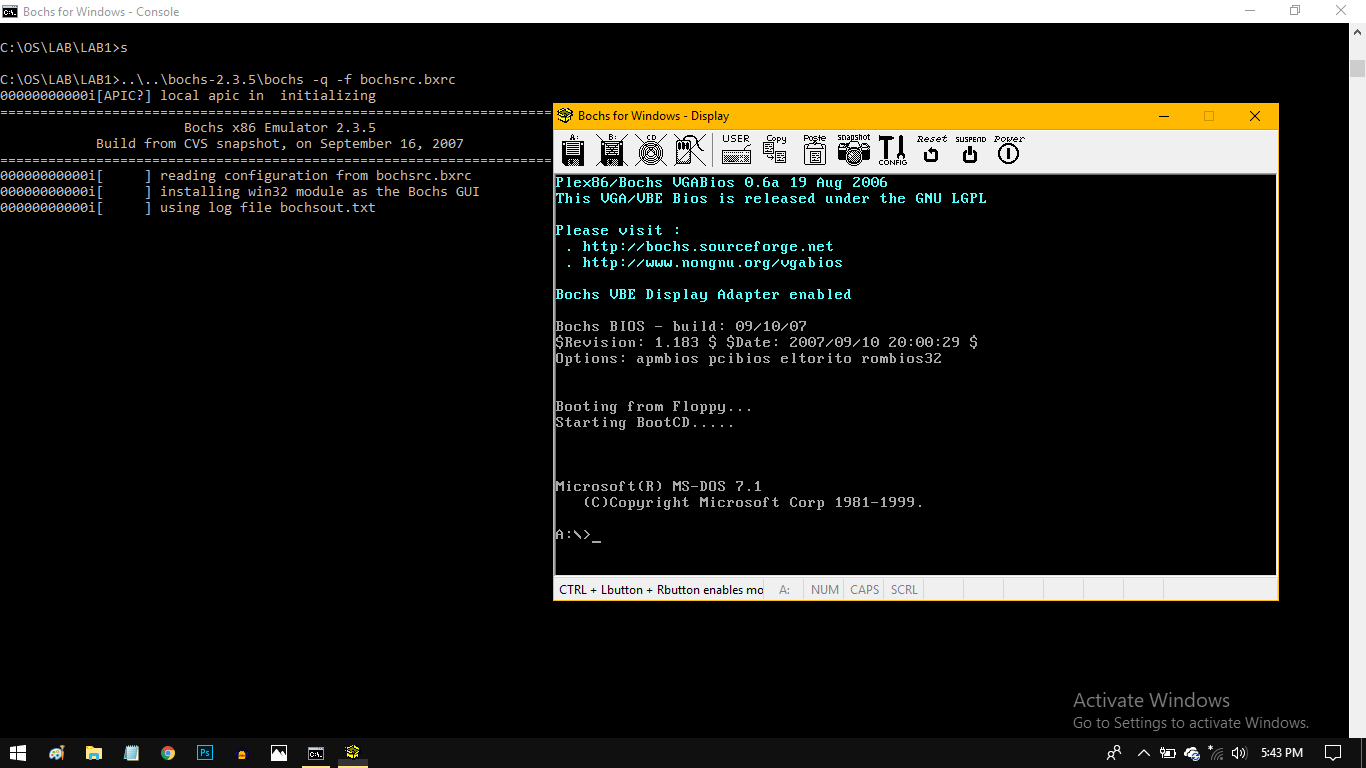 Bochs for Windows - Console
C:\OS\LAB\LAB1>s
C:\OS\LAB\LAB1>..\..\bochs-2.3.5\bochs -q -f bochsrc.bxrc
00000000000i[APIC?] local apic in  initializing
========================================================================
Bochs x86 Emulator 2.3.5
Build from CVS snapshot, on September 16, 2007
========================================================================
00000000000i[     ] reading configuration from bochsrc.bxrc
00000000000i[     ] installing win32 module as the Bochs GUI
00000000000i[     ] using log file bochsout.txt
Bochs for Windows - Display
A: B: CD USER Copy Paste snapshot CONFIG Reset SUSPEND Power
Plex86/Bochs VGABios 0.6a 19 Aug 2006
This VGA/VBE Bios is released under the GNU LGPL
Please visit :
. http://bochs.sourceforge.net
. http://www.nongnu.org/vgabios
Bochs VBE Display Adapter enabled
Bochs BIOS - build: 09/10/07
$Revision: 1.183 $ $Date: 2007/09/10 20:00:29 $
Options: apmbios pcibios eltorito rombios32
Booting from Floppy...
Starting BootCD.....
Microsoft(R) MS-DOS 7.1
(C)Copyright Microsoft Corp 1981-1999.
A:\>_
CTRL + Lbutton + Rbutton enables mo A: NUM CAPS SCRL
Activate Windows
Go to Settings to activate Windows.
Ps
5:43 PM